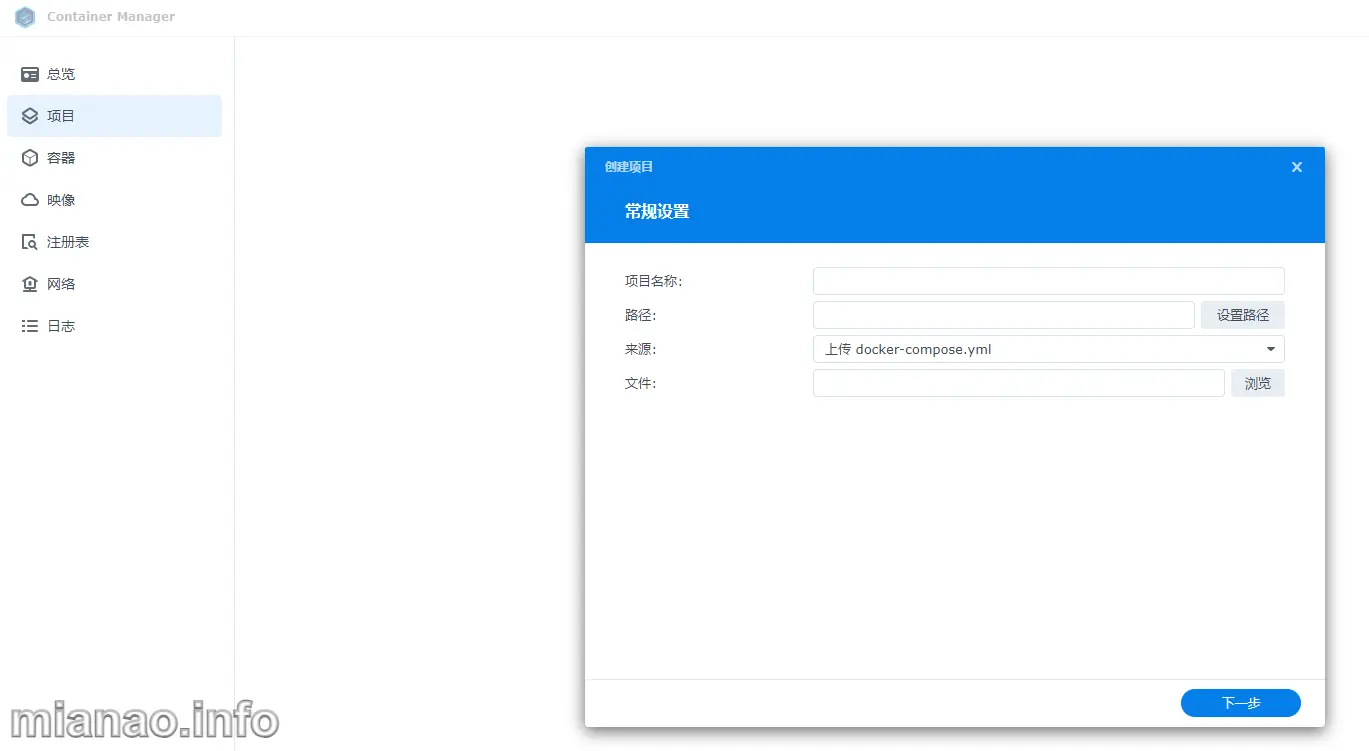 Container Manager
总览
项目
容器
映像
注册表
网络
日志
创建项目
常规设置
项目名称:
路径:
设置路径
来源:
上传 docker-compose.yml
文件:
浏览
下一步
mianao.info